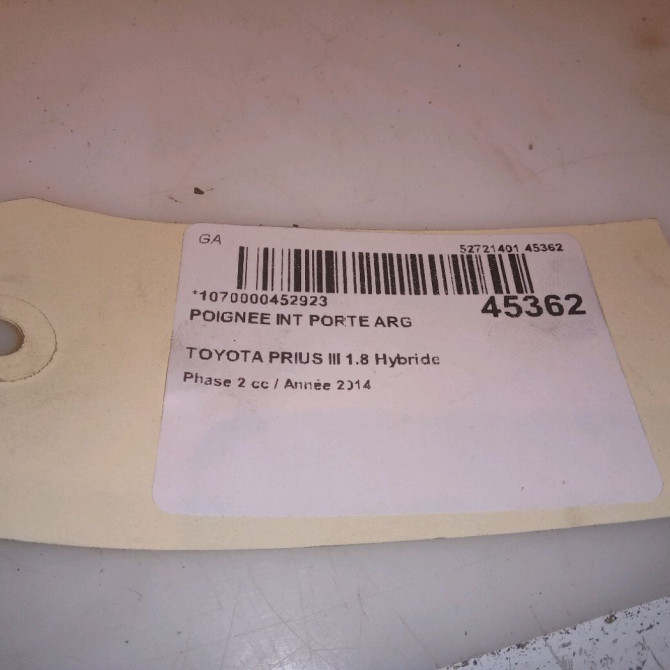 GA
52721401 45362
*1070000452923
45362
POIGNEE INT PORTE ARG
TOYOTA PRIUS III 1.8 Hybride
Phase 2 cc / Année 2014